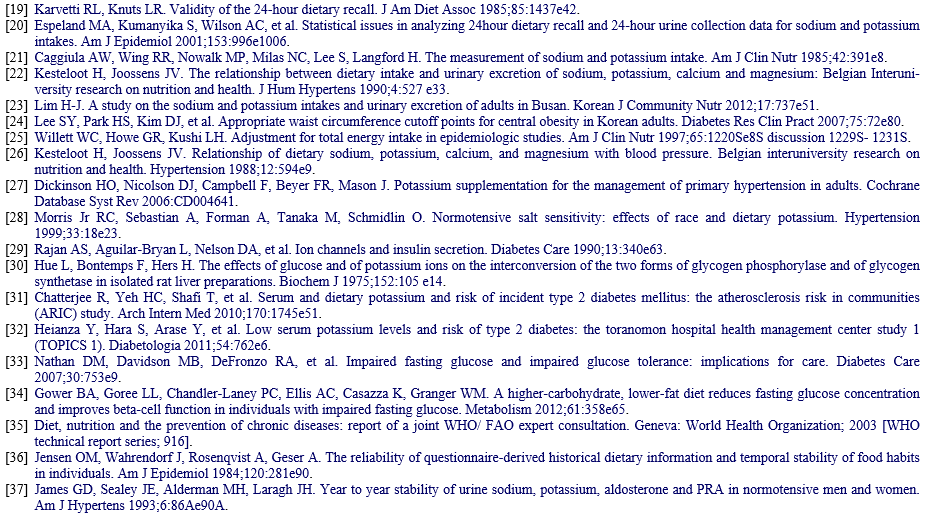 [19] Karvetti RL, Knuts LR. Validity of the 24-hour dietary recall. J Am Diet Assoc 1985;85:1437e42.
[20] Espeland MA, Kumanyika S, Wilson AC, et al. Statistical issues in analyzing 24hour dietary recall and 24-hour urine collection data for sodium and potassium
intakes. Am J Epidemiol 2001;153:996e1006.
[21] Caggiula AW, Wing RR, Nowalk MP, Milas NC, Lee S, Langford H. The measurement of sodium and potassium intake. Am J Clin Nutr 1985;42:391e8.
[22] Kesteloot H, Joossens JV. The relationship between dietary intake and urinary excretion of sodium, potassium, calcium and magnesium: Belgian Interuni-
versity research on nutrition and health. J Hum Hypertens 1990;4:527 e33.
[23] Lim H-J. A study on the sodium and potassium intakes and urinary excretion of adults in Busan. Korean J Community Nutr 2012;17:737e51.
[24] Lee SY, Park HS, Kim DJ, et al. Appropriate waist circumference cutoff points for central obesity in Korean adults. Diabetes Res Clin Pract 2007;75:72e80.
[25] Willett WC, Howe GR, Kushi LH. Adjustment for total energy intake in epidemiologic studies. Am J Clin Nutr 1997;65:1220Se8S discussion 1229S- 1231S.
[26] Kesteloot H, Joossens JV. Relationship of dietary sodium, potassium, calcium, and magnesium with blood pressure. Belgian interuniversity research on
nutrition and health. Hypertension 1988;12:594e9.
[27] Dickinson HO, Nicolson DJ, Campbell F, Beyer FR, Mason J. Potassium supplementation for the management of primary hypertension in adults. Cochrane
Database Syst Rev 2006:CD004641.
[28] Morris Jr RC, Sebastian A, Forman A, Tanaka M, Schmidlin O. Normotensive salt sensitivity: effects of race and dietary potassium. Hypertension
1999;33:18e23.
[29] Rajan AS, Aguilar-Bryan L, Nelson DA, et al. Ion channels and insulin secretion. Diabetes Care 1990;13:340e63.
[30] Hue L, Bontemps F, Hers H. The effects of glucose and of potassium ions on the interconversion of the two forms of glycogen phosphorylase and of glycogen
synthetase in isolated rat liver preparations. Biochem J 1975;152:105 e14.
[31] Chatterjee R, Yeh HC, Shafi T, et al. Serum and dietary potassium and risk of incident type 2 diabetes mellitus: the atherosclerosis risk in communities
(ARIC) study. Arch Intern Med 2010;170:1745e51.
[32] Heianza Y, Hara S, Arase Y, et al. Low serum potassium levels and risk of type 2 diabetes: the toranomon hospital health management center study 1
(TOPICS 1). Diabetologia 2011;54:762e6.
[33] Nathan DM, Davidson MB, DeFronzo RA, et al. Impaired fasting glucose and impaired glucose tolerance: implications for care. Diabetes Care
2007;30:753e9.
[34] Gower BA, Goree LL, Chandler-Laney PC, Ellis AC, Casazza K, Granger WM. A higher-carbohydrate, lower-fat diet reduces fasting glucose concentration
and improves beta-cell function in individuals with impaired fasting glucose. Metabolism 2012;61:358e65.
[35] Diet, nutrition and the prevention of chronic diseases: report of a joint WHO/ FAO expert consultation. Geneva: World Health Organization; 2003 [WHO
technical report series; 916].
[36] Jensen OM, Wahrendorf J, Rosenqvist A, Geser A. The reliability of questionnaire-derived historical dietary information and temporal stability of food habits
in individuals. Am J Epidemiol 1984;120:281e90.
[37] James GD, Sealey JE, Alderman MH, Laragh JH. Year to year stability of urine sodium, potassium, aldosterone and PRA in normotensive men and women.
Am J Hypertens 1993;6:86Ae90A.